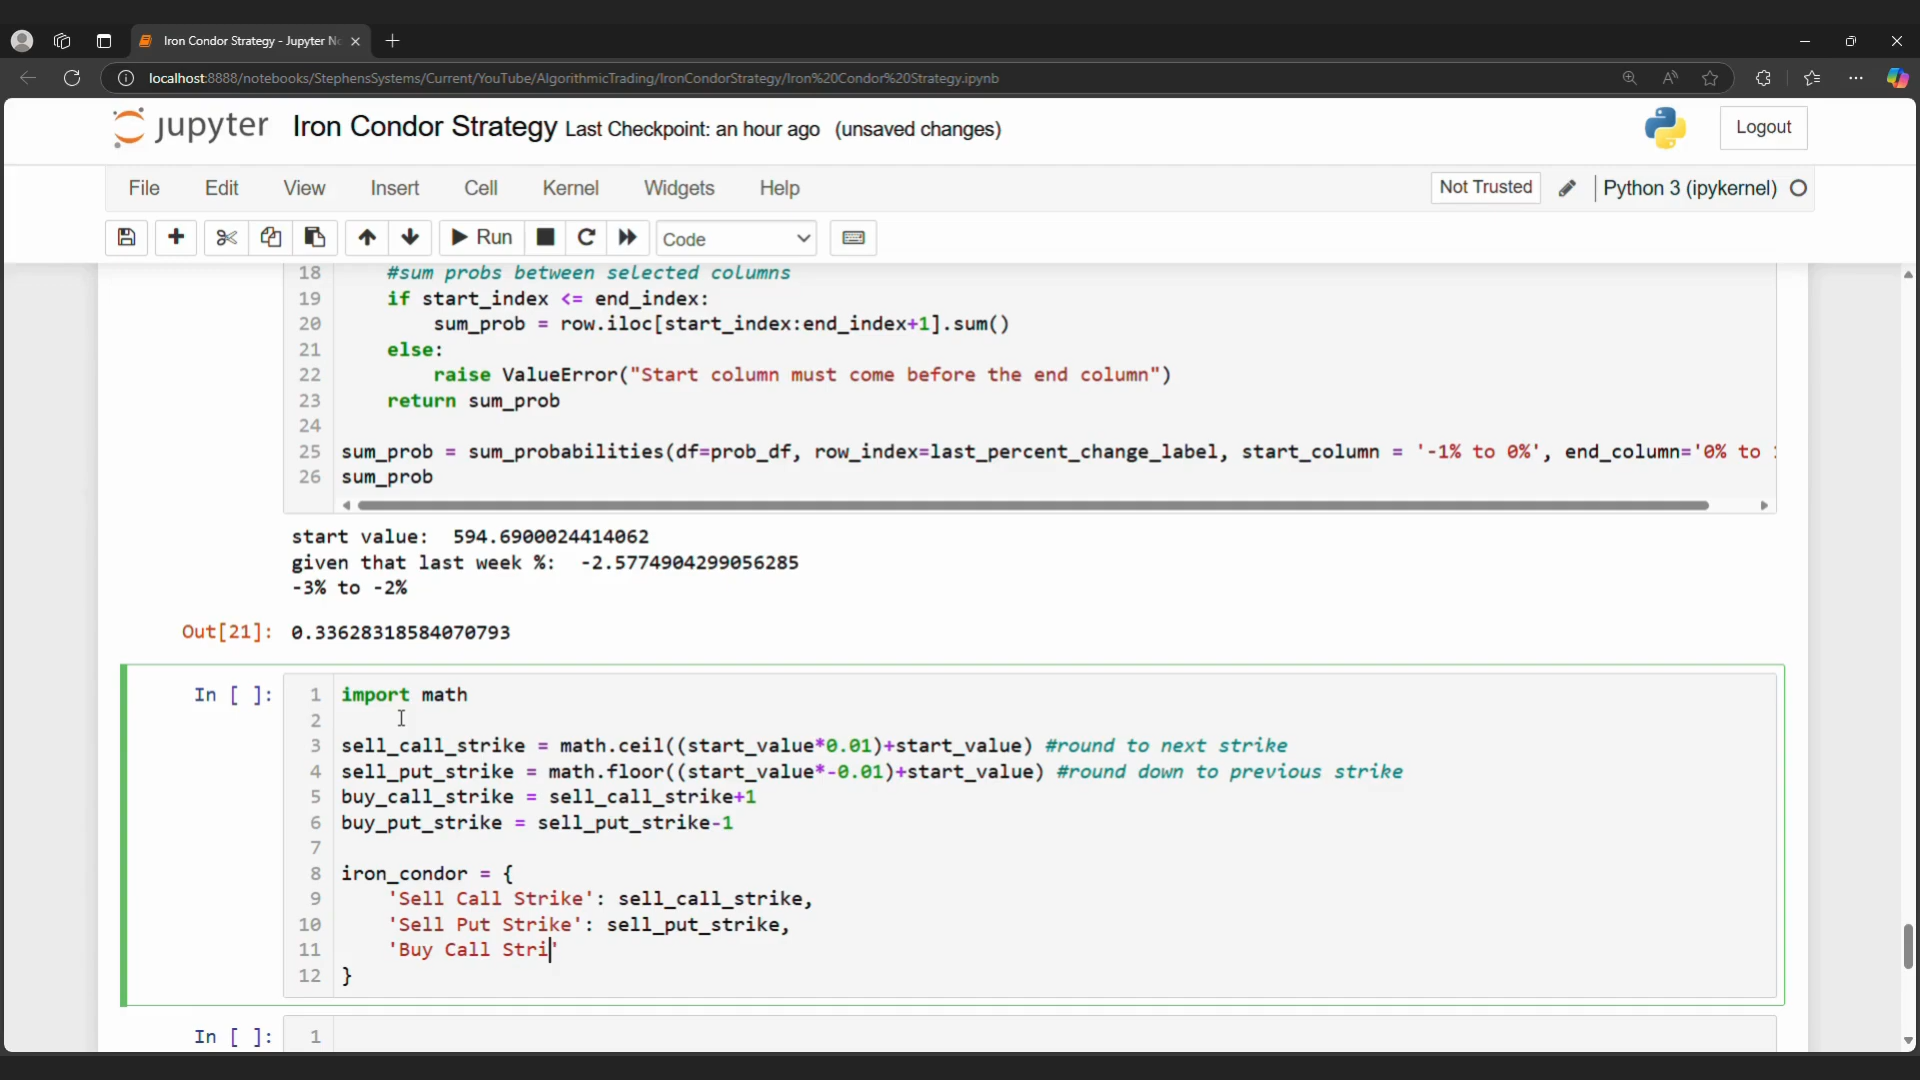 Iron Condor Strategy - Jupyter No
localhost:8888/notebooks/StephensSystems/Current/YouTube/AlgorithmicTrading/IronCondorStrategy/Iron%20Condor%20Strategy.ipynb
jupyter Iron Condor Strategy Last Checkpoint: an hour ago (unsaved changes) Logout
File Edit View Insert Cell Kernel Widgets Help Not Trusted Python 3 (ipykernel)
Run Code
18 #sum probs between selected columns
19 if start_index <= end_index:
20 sum_prob = row.iloc[start_index:end_index+1].sum()
21 else:
22 raise ValueError("Start column must come before the end column")
23 return sum_prob
24
25 sum_prob = sum_probabilities(df=prob_df, row_index=last_percent_change_label, start_column = '-1% to 0%', end_column='0% to
26 sum_prob
start value: 594.6900024414062
given that last week %: -2.5774904299056285
-3% to -2%
Out[21]: 0.33628318584070793
In [ ]: 1 import math
2
3 sell_call_strike = math.ceil((start_value*0.01)+start_value) #round to next strike
4 sell_put_strike = math.floor((start_value*-0.01)+start_value) #round down to previous strike
5 buy_call_strike = sell_call_strike+1
6 buy_put_strike = sell_put_strike-1
7
8 iron_condor = {
9 'Sell Call Strike': sell_call_strike,
10 'Sell Put Strike': sell_put_strike,
11 'Buy Call Stri'
12 }
In [ ]: 1